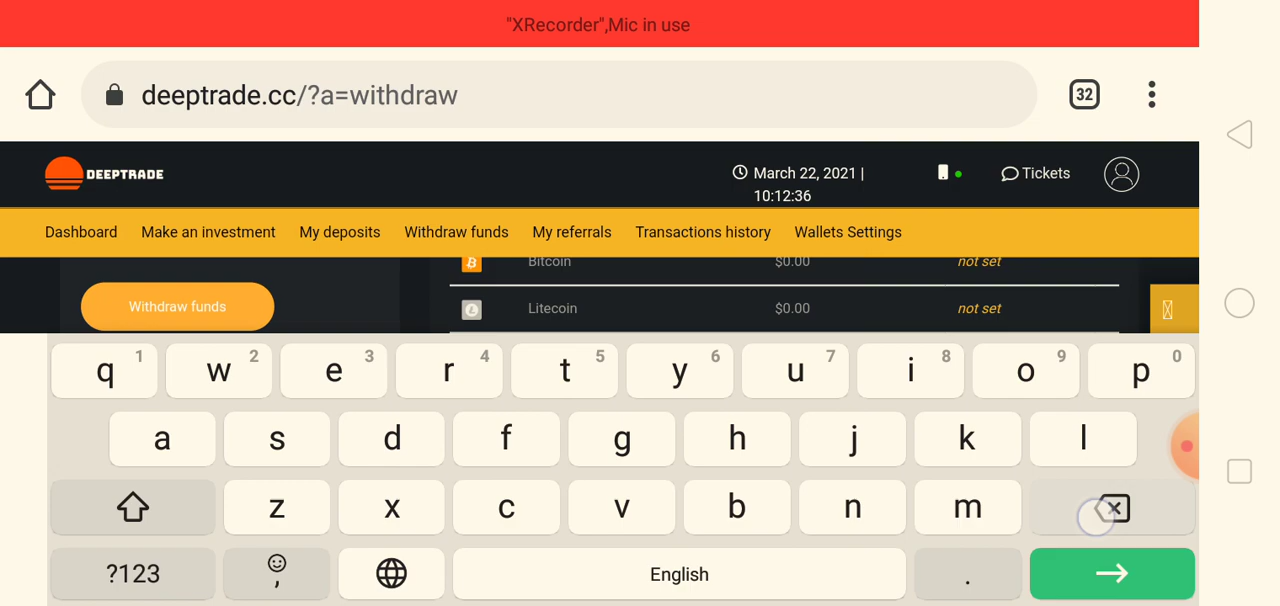 "XRecorder",Mic in use
deeptrade.cc/?a=withdraw
32
DEEPTRADE
March 22, 2021 |
10:12:36
Tickets
Dashboard Make an investment My deposits Withdraw funds My referrals Transactions history Wallets Settings
Bitcoin $0.00 not set
Withdraw funds
Litecoin $0.00 not set
q 1 w 2 e 3 r 4 t 5 y 6 u 7 i 8 o 9 p 0
a s d f g h j k l
z x c v b n m
?123 , English .